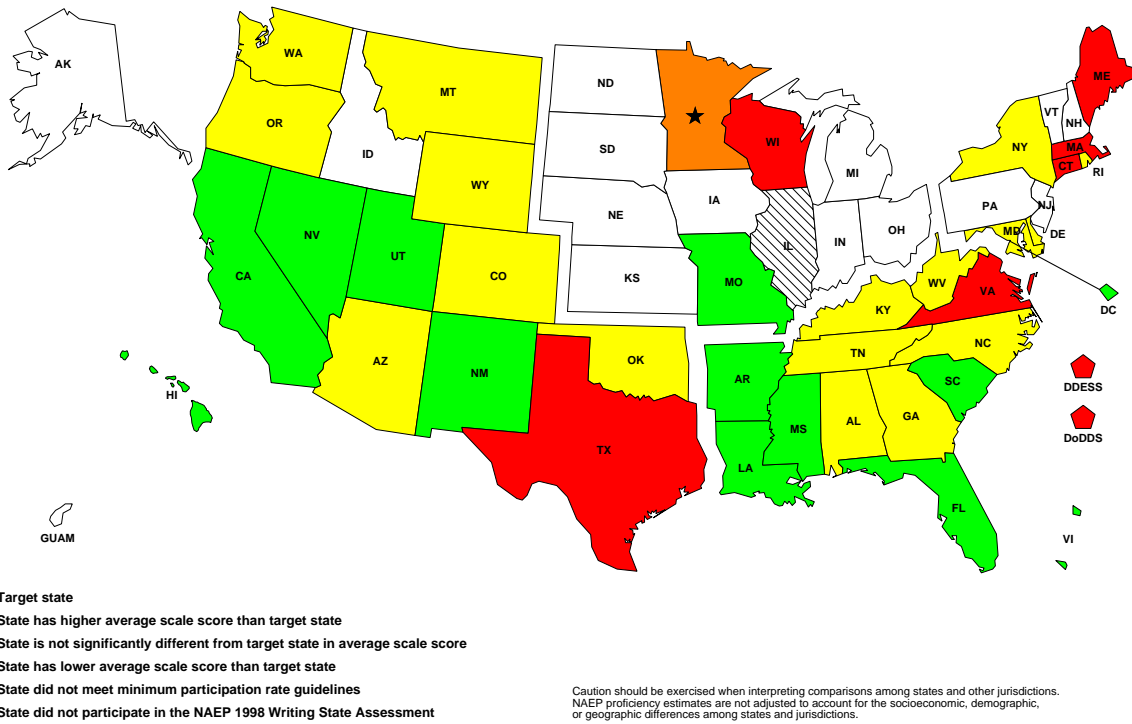 AK
WA
MT
ND
ME
OR
ID
SD
WI
VT
NH
NY
MA
CT
RI
WY
MI
IA
NE
PA
NJ
NV
UT
CO
IL
IN
OH
MD
DE
CA
KS
MO
WV
VA
KY
DC
AZ
NM
OK
TN
NC
AR
SC
DDESS
HI
MS
AL
GA
DoDDS
TX
LA
FL
GUAM
VI
Target state
State has higher average scale score than target state
State is not significantly different from target state in average scale score
State has lower average scale score than target state
State did not meet minimum participation rate guidelines
State did not participate in the NAEP 1998 Writing State Assessment
Caution should be exercised when interpreting comparisons among states and other jurisdictions.
NAEP proficiency estimates are not adjusted to account for the socioeconomic, demographic,
or geographic differences among states and jurisdictions.